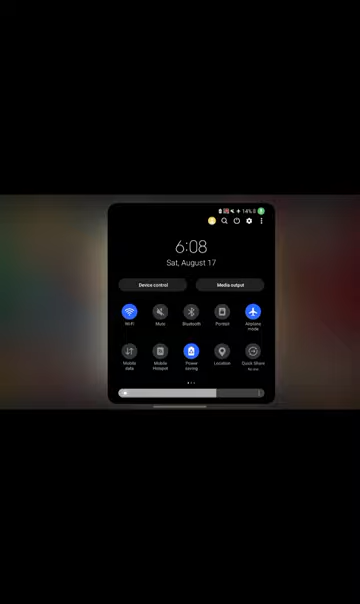 14%
6:08
Sat, August 17
Device control
Media output
Wi-Fi
Mute
Bluetooth
Portrait
Airplane
mode
Mobile
data
Mobile
Hotspot
Power
saving
Location
Quick Share